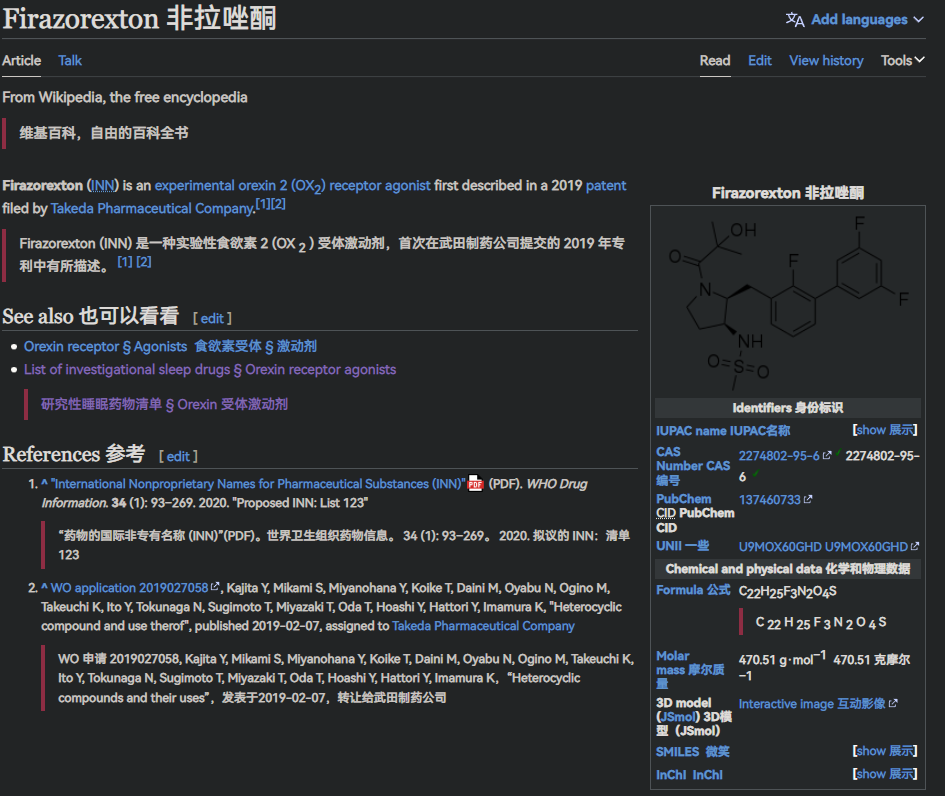 Firazorexton 非拉唑酮
Add languages
Article Talk
Read Edit View history Tools
From Wikipedia, the free encyclopedia
维基百科，自由的百科全书
Firazorexton (INN) is an experimental orexin 2 (OX2) receptor agonist first described in a 2019 patent
filed by Takeda Pharmaceutical Company.[1][2]
Firazorexton (INN) 是一种实验性食欲素 2 (OX 2 ) 受体激动剂，首次在武田制药公司提交的 2019 年专
利中有所描述。 [1] [2]
See also 也可以看看 [ edit ]
Orexin receptor § Agonists 食欲素受体 § 激动剂
List of investigational sleep drugs § Orexin receptor agonists
研究性睡眠药物清单 § Orexin 受体激动剂
References 参考 [ edit ]
1. ^ "International Nonproprietary Names for Pharmaceutical Substances (INN)" PDF (PDF). WHO Drug
Information. 34 (1): 93–269. 2020. "Proposed INN: List 123"
“药物的国际非专有名称 (INN)”(PDF)。世界卫生组织药物信息。 34 (1): 93–269。 2020. 拟议的 INN：清单
123
2. ^ WO application 2019027058, Kajita Y, Mikami S, Miyanohana Y, Koike T, Daini M, Oyabu N, Ogino M,
Takeuchi K, Ito Y, Tokunaga N, Sugimoto T, Miyazaki T, Oda T, Hoashi Y, Hattori Y, Imamura K, "Heterocyclic
compound and use therof", published 2019-02-07, assigned to Takeda Pharmaceutical Company
WO 申请 2019027058, Kajita Y, Mikami S, Miyanohana Y, Koike T, Daini M, Oyabu N, Ogino M, Takeuchi K,
Ito Y, Tokunaga N, Sugimoto T, Miyazaki T, Oda T, Hoashi Y, Hattori Y, Imamura K，“Heterocyclic
compounds and their uses”，发表于2019-02-07，转让给武田制药公司
Firazorexton 非拉唑酮
OH
F
O
F
N
F
NH
O=S=O
Identifiers 身份标识
IUPAC name IUPAC名称 [show 展示]
CAS
Number CAS
编号
2274802-95-6 ✓ 2274802-95-
6 ✓
PubChem
CID PubChem
CID
137460733
UNII 一些 U9MOX60GHD U9MOX60GHD
Chemical and physical data 化学和物理数据
Formula 公式 C22H25F3N2O4S
C 22 H 25 F 3 N 2 O 4 S
Molar
mass 摩尔质
量
470.51 g·mol−1 470.51 克摩尔
−1
3D model
(JSmol) 3D模
型（JSmol)
Interactive image 互动影像
SMILES 微笑 [show 展示]
InChI InChI [show 展示]